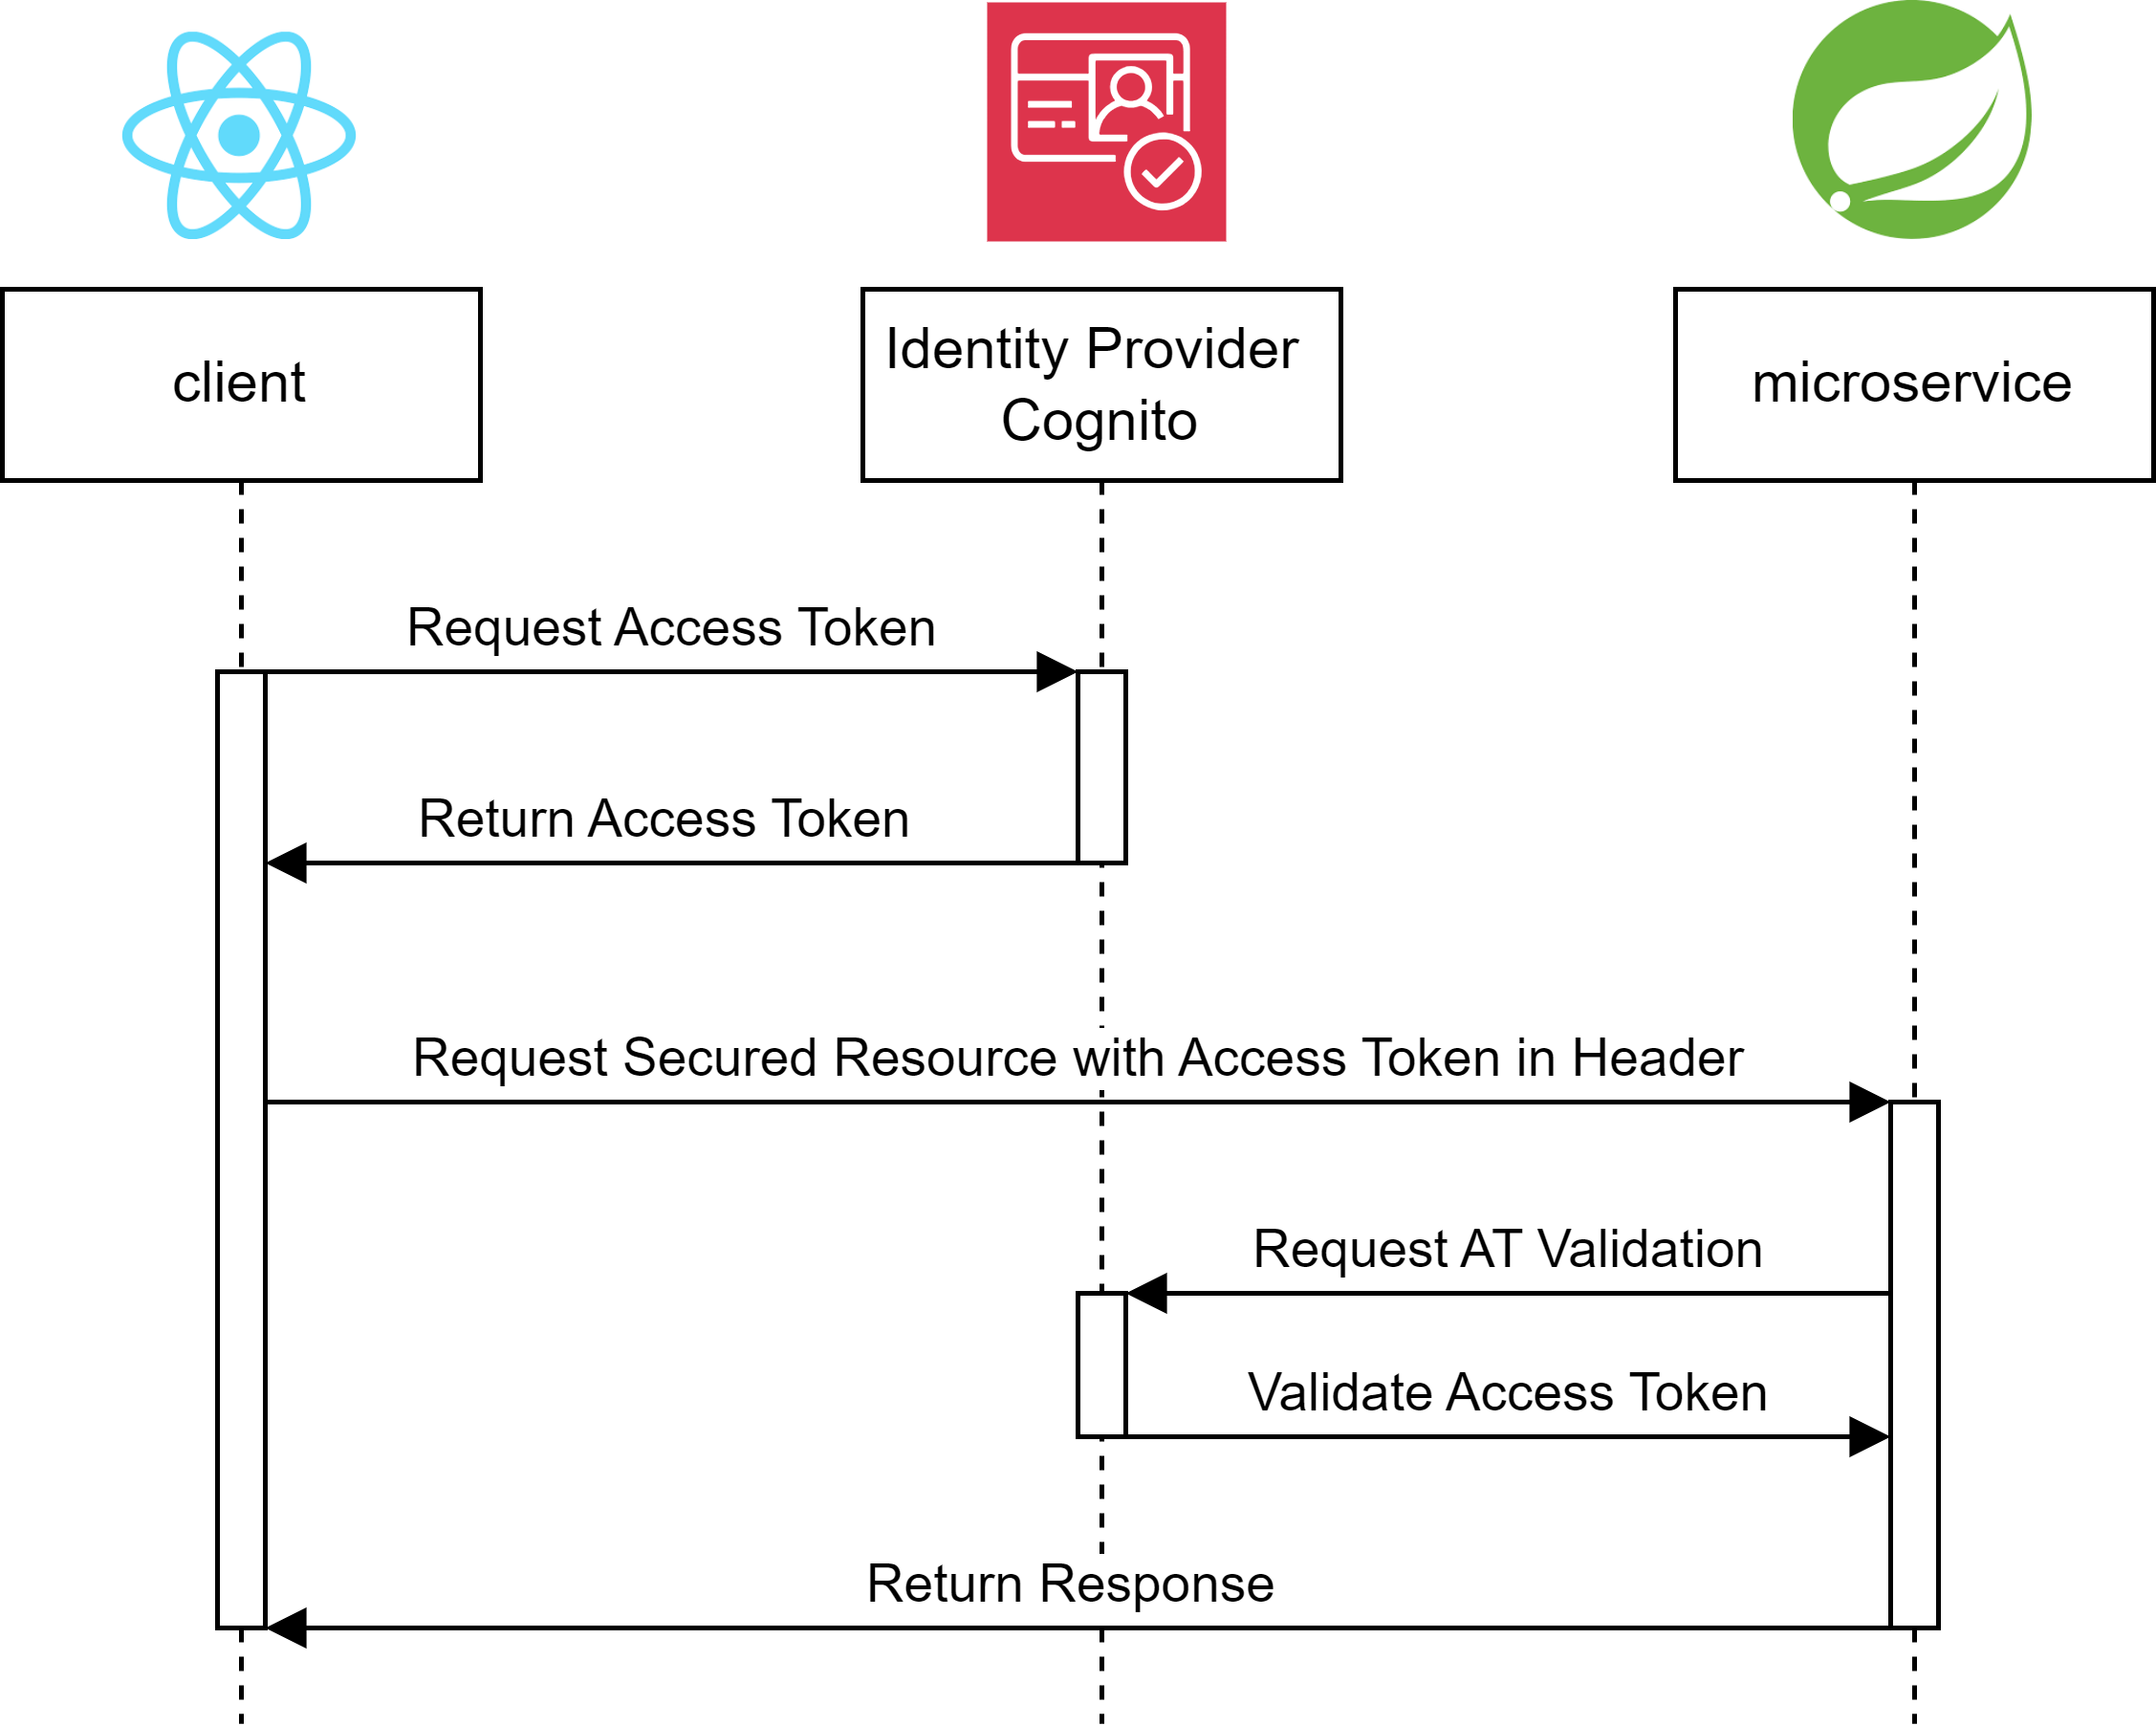 client
Identity Provider
Cognito
microservice
Request Access Token
Return Access Token
Request Secured Resource with Access Token in Header
Request AT Validation
Validate Access Token
Return Response